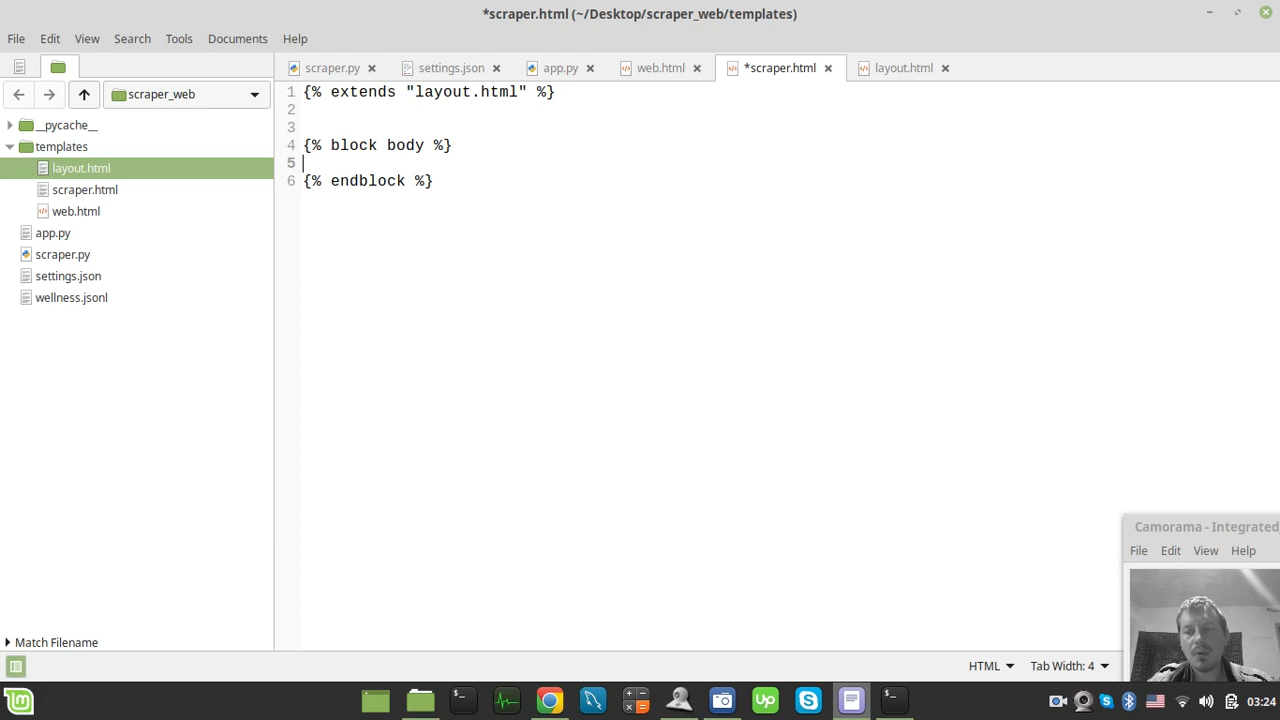 *scraper.html (~/Desktop/scraper_web/templates)
File Edit View Search Tools Documents Help
scraper.py settings.json app.py web.html *scraper.html layout.html
scraper_web
__pycache__
templates
layout.html
scraper.html
web.html
app.py
scraper.py
settings.json
wellness.jsonl
Match Filename
1 {% extends "layout.html" %}
2
3
4 {% block body %}
5
6 {% endblock %}
Camorama - Integrated
File Edit View Help
HTML Tab Width: 4
lm >_ Up S >_ S 03:24